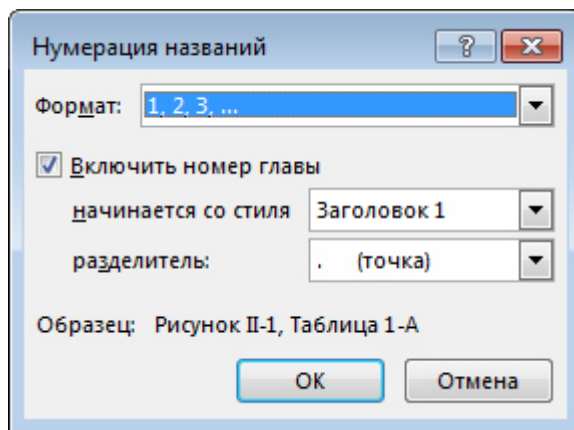 Нумерация названий
Формат: 1, 2, 3, ...
Включить номер главы
начинается со стиля Заголовок 1
разделитель: . (точка)
Образец: Рисунок II-1, Таблица 1-A
ОК Отмена